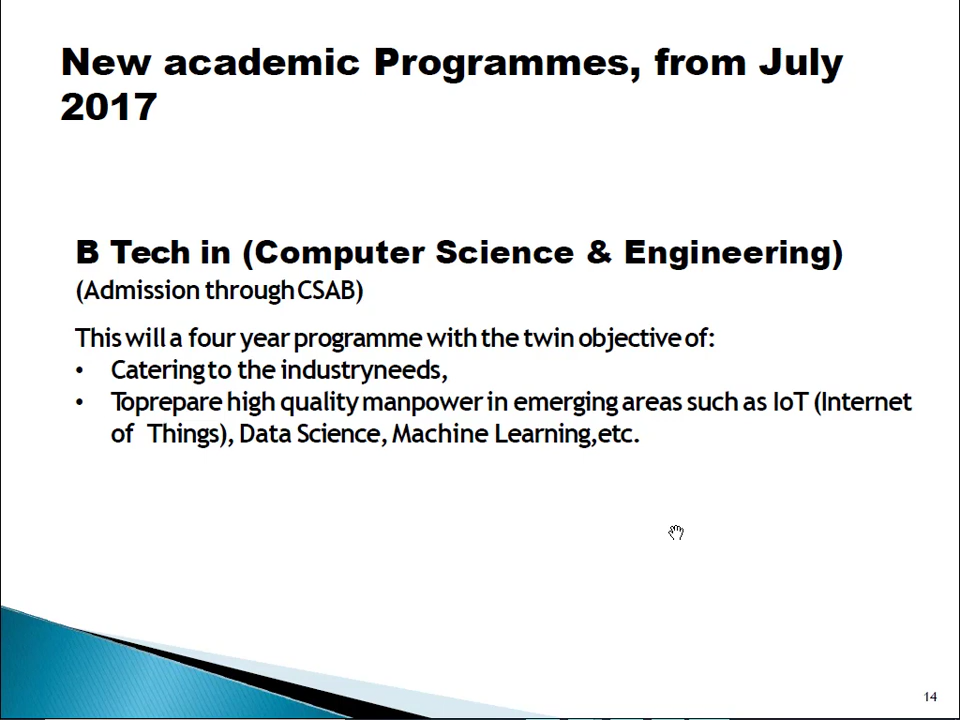 New academic Programmes, from July
2017
B Tech in (Computer Science & Engineering)
(Admission through CSAB)
This will a four year programme with the twin objective of:
• Catering to the industryneeds,
• Toprepare high quality manpower in emerging areas such as IoT (Internet
of Things), Data Science, Machine Learning,etc.
14